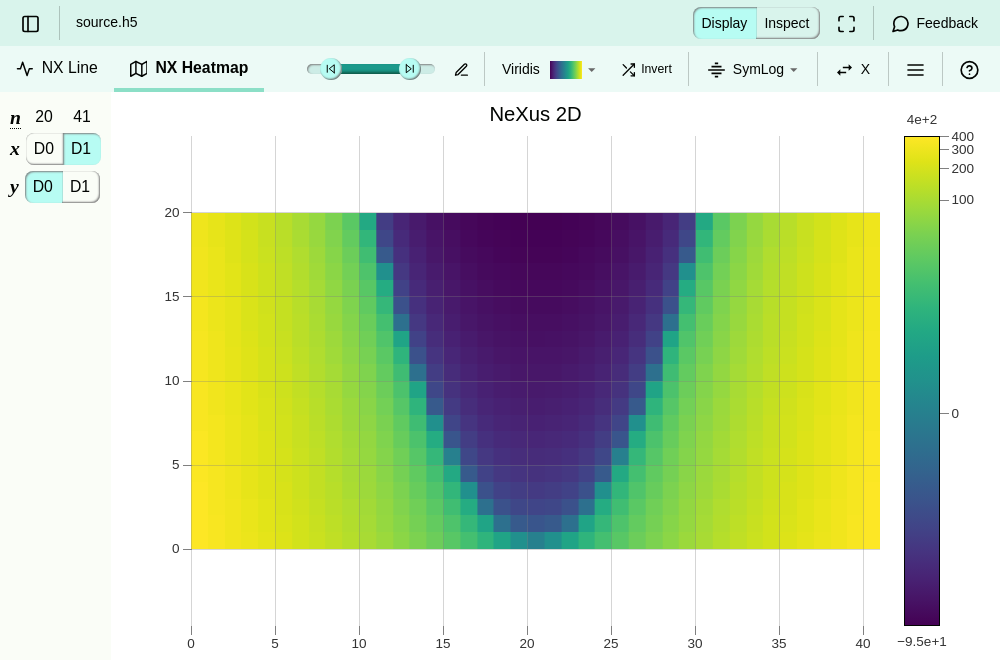 source.h5
Display Inspect
Feedback
NX Line
NX Heatmap
Viridis
Invert
SymLog
X
n 20 41
x D0 D1
y D0 D1
NeXus 2D
4e+2
400
300
200
100
0
−9.5e+1
20
15
10
5
0
0 5 10 15 20 25 30 35 40